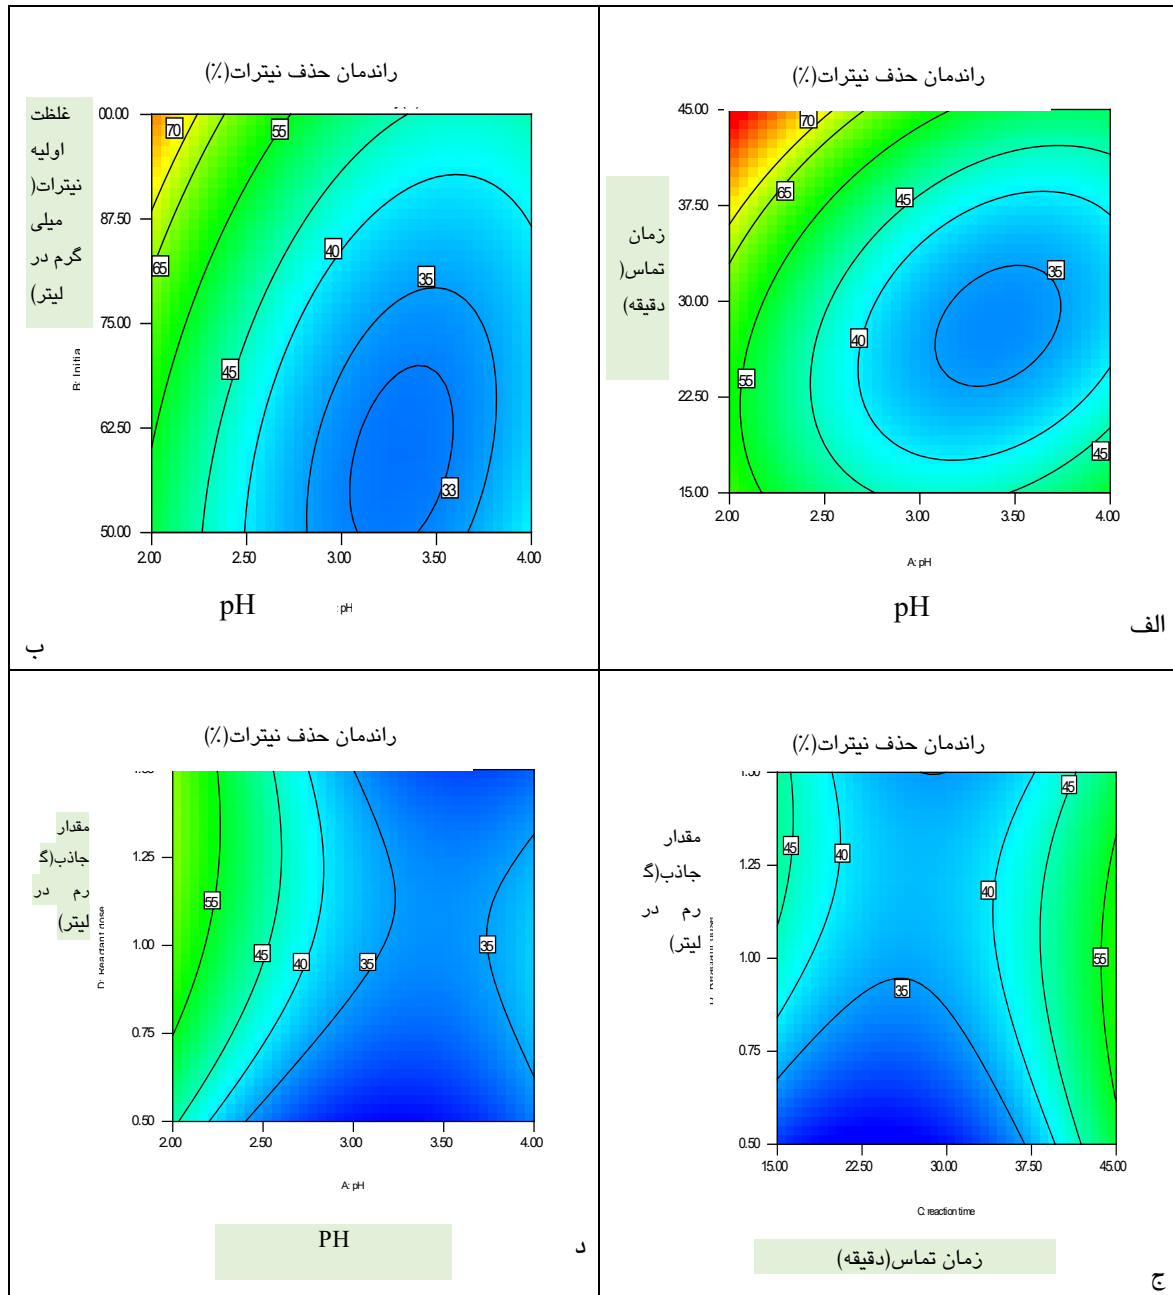 راندمان حذف نیترات(٪)
زمان
تماس(
دقیقه)
45.00
37.50
30.00
22.50
15.00
70
65
45
35
40
55
45
2.00 2.50 3.00 3.50 4.00
A: pH
pH
الف
راندمان حذف نیترات(٪)
غلظت
اولیه
نیترات(
میلی
گرم در
لیتر)
B: Initia
00.00
87.50
75.00
62.50
50.00
70
55
65
40
35
45
33
2.00 2.50 3.00 3.50 4.00
: pH
pH
ب
راندمان حذف نیترات(٪)
مقدار
جاذب(گ
رم در
لیتر)
1.25
1.00
0.75
0.50
45
45
40
40
55
35
15.00 22.50 30.00 37.50 45.00
C: reaction time
زمان تماس(دقیقه)
ج
راندمان حذف نیترات(٪)
مقدار
جاذب(گ
رم در
لیتر)
D: Reactant dose
1.25
1.00
0.75
0.50
55
45
40
35
35
2.00 2.50 3.00 3.50 4.00
A: pH
PH
د